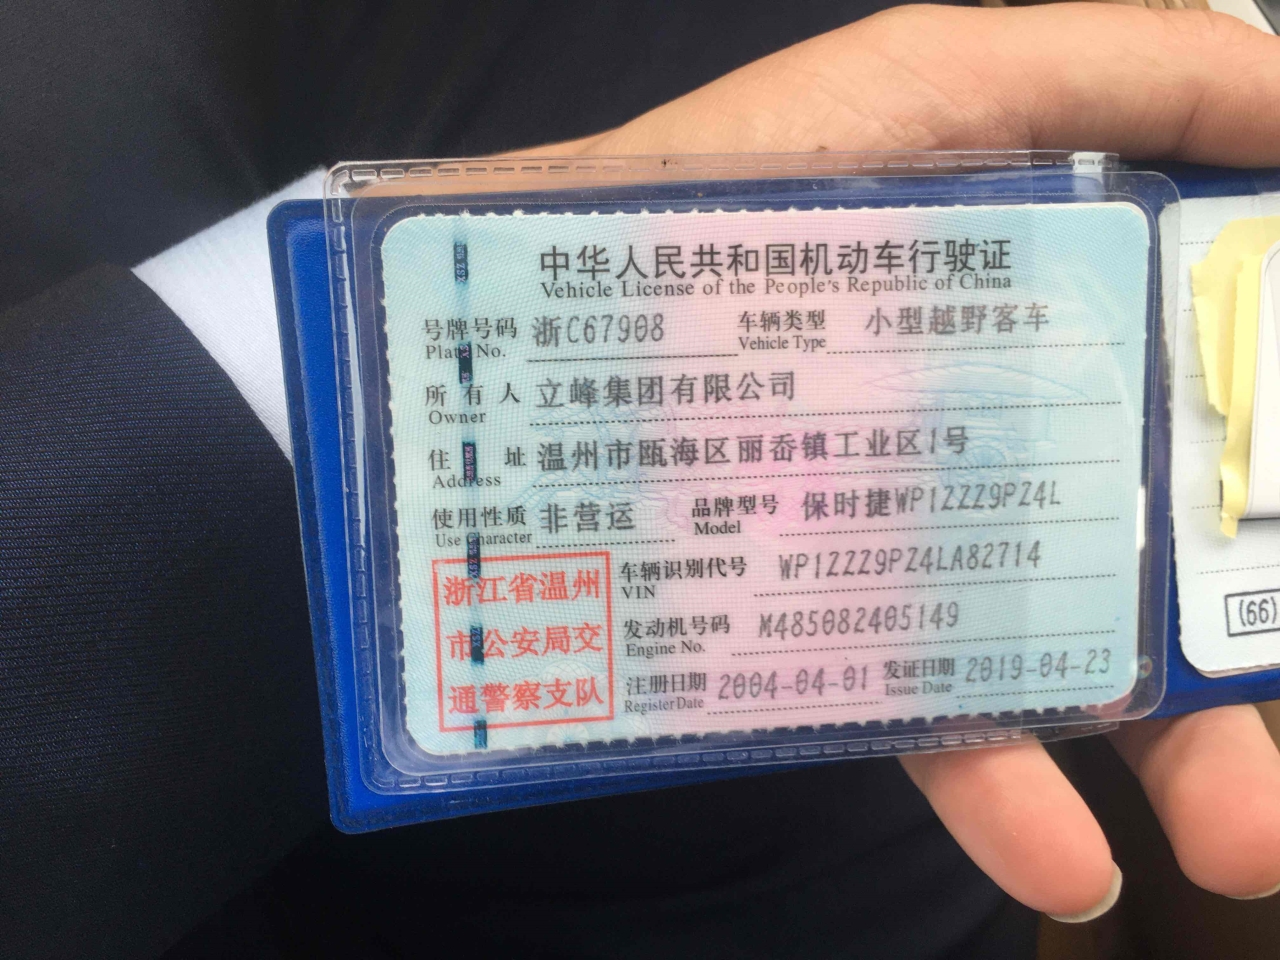 中华人民共和国机动车行驶证
Vehicle License of the People's Republic of China
号牌号码 浙C67908 车辆类型 小型越野客车
Plate No. Vehicle Type
所有人 立峰集团有限公司
Owner
住址 温州市瓯海区丽岙镇工业区1号
Address
使用性质 非营运 品牌型号 保时捷WP1ZZZ9PZ4L
Use Character Model
浙江省温州
市公安局交
通警察支队
车辆识别代号 WP1ZZZ9PZ4LA82714
VIN
发动机号码 M485082405149
Engine No.
注册日期 2004-04-01 发证日期 2019-04-23
Register Date Issue Date
(66)